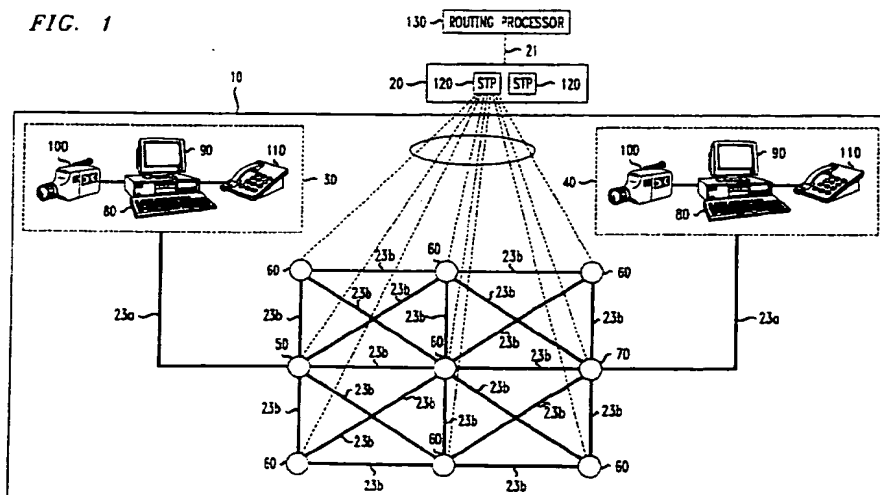 FIG. 1
130 ROUTING PROCESSOR
21
20 120 STP STP 120
10
100 90 110
80 30
100 90 110
40 80
60 23b 60 23b 60
23b 23b 23b 23b
23a 23b 23b 23b 23b 23a
50 23b 60 23b 70
23b 23b 23b 23b
23b 23b 23b 23b 23b
60 23b 60 23b 60